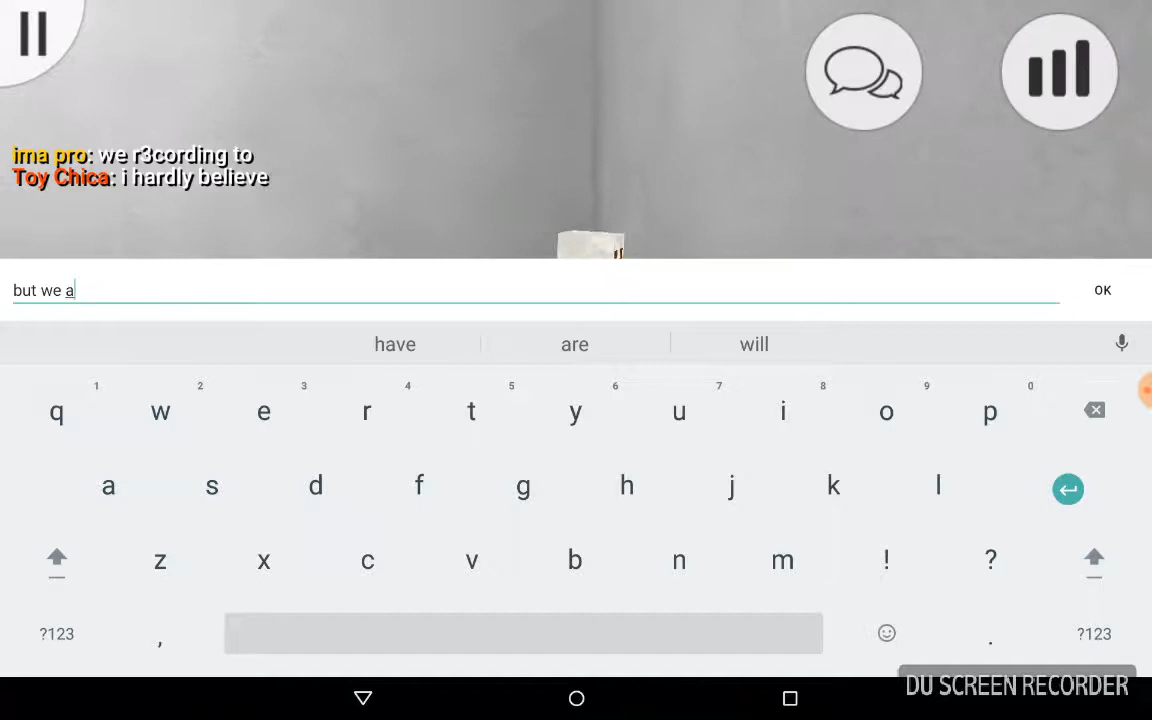 ima pro: we r3cording to
Toy Chica: i hardly believe
but we a
OK
have are will
1 2 3 4 5 6 7 8 9 0
q w e r t y u i o p
a s d f g h j k l
z x c v b n m ! ?
?123 , . ?123
DU SCREEN RECORDER